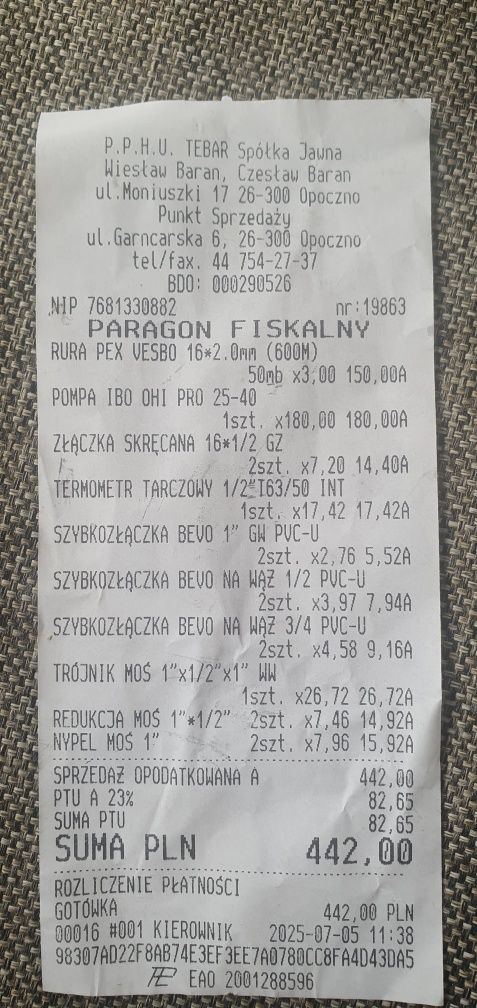 P.P.H.U. TEBAR Spółka Jawna
Wiesław Baran, Czesław Baran
ul.Moniuszki 17 26-300 Opoczno
Punkt Sprzedaży
ul.Garncarska 6, 26-300 Opoczno
tel/fax. 44 754-27-37
BDO: 000290526
NIP 7681330882 nr:19863
PARAGON FISKALNY
RURA PEX VESBO 16*2.0mm (600M)
50mb x3,00 150,00A
POMPA IBO OHI PRO 25-40
1szt. x180,00 180,00A
ZŁĄCZKA SKRĘCANA 16*1/2 GZ
2szt. x7,20 14,40A
TERMOMETR TARCZOWY 1/2"I63/50 INT
1szt. x17,42 17,42A
SZYBKOZŁĄCZKA BEVO 1" GW PVC-U
2szt. x2,76 5,52A
SZYBKOZŁĄCZKA BEVO NA WĄŻ 1/2 PVC-U
2szt. x3,97 7,94A
SZYBKOZŁĄCZKA BEVO NA WĄŻ 3/4 PVC-U
2szt. x4,58 9,16A
TRÓJNIK MOŚ 1"x1/2"x1" WW
1szt. x26,72 26,72A
REDUKCJA MOŚ 1"*1/2" 2szt. x7,46 14,92A
NYPEL MOŚ 1" 2szt. x7,96 15,92A
SPRZEDAŻ OPODATKOWANA A 442,00
PTU A 23% 82,65
SUMA PTU 82,65
SUMA PLN 442,00
ROZLICZENIE PŁATNOŚCI
GOTÓWKA 442,00 PLN
00016 #001 KIEROWNIK 2025-07-05 11:38
98307AD22F8AB74E3EF3EE7A0780CC8FA4D43DA5
EAO 2001288596